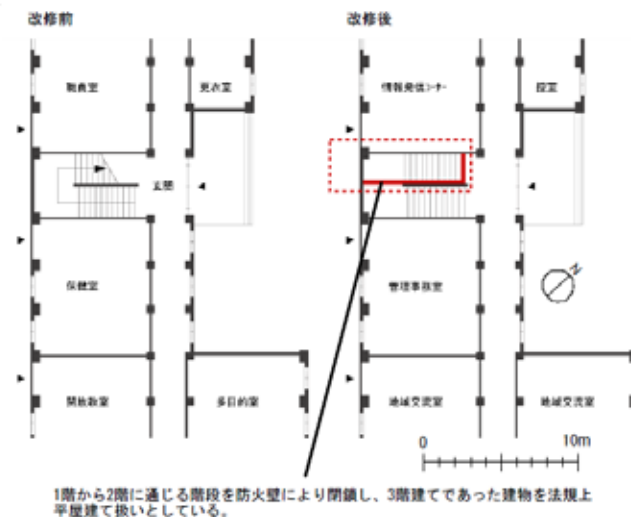 改修前
改修後
職員室
更衣室
情報発信コーナー
設室
玄関
保健室
管理事務室
N
開放教室
多目的室
地域交流室
地域交流室
0
10m
1階から2階に通じる階段を防火壁により閉鎖し、3階建てであった建物を法規上
平屋建て扱いとしている。